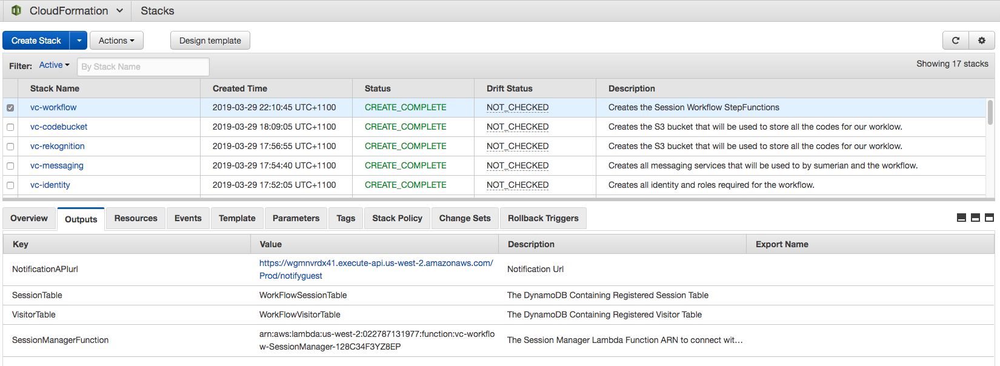 CloudFormation Stacks
Create Stack Actions Design template
Filter: Active By Stack Name Showing 17 stacks
Stack Name Created Time Status Drift Status Description
vc-workflow 2019-03-29 22:10:45 UTC+1100 CREATE_COMPLETE NOT_CHECKED Creates the Session Workflow StepFunctions
vc-codebucket 2019-03-29 18:09:05 UTC+1100 CREATE_COMPLETE NOT_CHECKED Creates the S3 bucket that will be used to store all the codes for our worklow.
vc-rekognition 2019-03-29 17:56:55 UTC+1100 CREATE_COMPLETE NOT_CHECKED Creates the S3 bucket that will be used to store all the codes for our worklow.
vc-messaging 2019-03-29 17:54:40 UTC+1100 CREATE_COMPLETE NOT_CHECKED Creates all messaging services that will be used to by sumerian and the workflow.
vc-identity 2019-03-29 17:52:05 UTC+1100 CREATE_COMPLETE NOT_CHECKED Creates all identity and roles required for the workflow.
Overview Outputs Resources Events Template Parameters Tags Stack Policy Change Sets Rollback Triggers
Key Value Description Export Name
NotificationAPIurl https://wgmnvrdx41.execute-api.us-west-2.amazonaws.com/ Notification Url
Prod/notifyguest
SessionTable WorkFlowSessionTable The DynamoDB Containing Registered Session Table
VisitorTable WorkFlowVisitorTable The DynamoDB Containing Registered Visitor Table
SessionManagerFunction arn:aws:lambda:us-west-2:022787131977:function:vc-workflo The Session Manager Lambda Function ARN to connect wit…
w-SessionManager-128C34F3YZ8EP